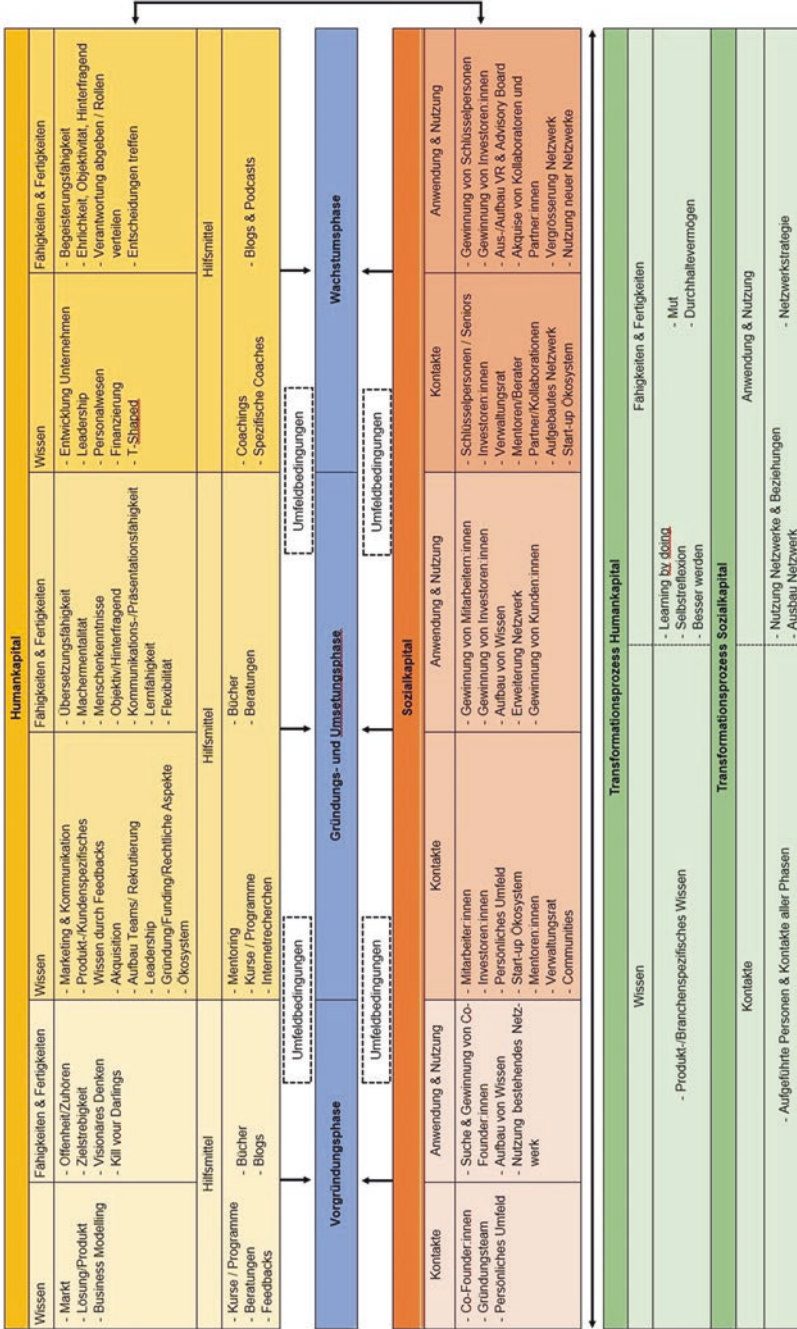 Humankapital
Wissen
Fähigkeiten & Fertigkeiten
Wissen
Fähigkeiten & Fertigkeiten
Wissen
Fähigkeiten & Fertigkeiten
- Markt
- Lösung/Produkt
- Business Modelling
- Offenheit/Zuhören
- Zielstrebigkeit
- Visionäres Denken
- Kill your Darlings
- Marketing & Kommunikation
- Produkt-/Kundenspezifisches
Wissen durch Feedbacks
- Akquisition
- Aufbau Teams/ Rekrutierung
- Leadership
- Gründung/Funding/Rechtliche Aspekte
- Ökosystem
- Übersetzungsfähigkeit
- Machermentalität
- Menschenkenntnisse
- Objektiv/Hinterfragend
- Kommunikations-/Präsentationsfähigkeit
- Lernfähigkeit
- Flexibilität
- Entwicklung Unternehmen
- Leadership
- Personalwesen
- Finanzierung
- T-Shaped
- Begeisterungsfähigkeit
- Ehrlichkeit, Objektivität, Hinterfragend
- Verantwortung abgeben / Rollen
verteilen
- Entscheidungen treffen
Hilfsmittel
Hilfsmittel
Hilfsmittel
- Kurse / Programme
- Beratungen
- Feedbacks
- Bücher
- Blogs
- Mentoring
- Kurse / Programme
- Internetrecherchen
- Bücher
- Beratungen
- Coachings
- Spezifische Coaches
- Blogs & Podcasts
Umfeldbedingungen
Umfeldbedingungen
Vorgründungsphase
Gründungs- und Umsetungsphase
Wachstumsphase
Umfeldbedingungen
Umfeldbedingungen
Sozialkapital
Kontakte
Anwendung & Nutzung
Kontakte
Anwendung & Nutzung
Kontakte
Anwendung & Nutzung
- Co-Founder:innen
- Gründungsteam
- Persönliches Umfeld
- Suche & Gewinnung von Co-
Founder:innen
- Aufbau von Wissen
- Nutzung bestehendes Netz-
werk
- Mitarbeiter:innen
- Investoren:innen
- Persönliches Umfeld
- Start-up Ökosystem
- Mentoren:innen
- Verwaltungsrat
- Communities
- Gewinnung von Mitarbeitern:innen
- Gewinnung von Investoren:innen
- Aufbau von Wissen
- Erweiterung Netzwerk
- Gewinnung von Kunden:innen
- Schlüsselpersonen / Seniors
- Investoren:innen
- Verwaltungsrat
- Mentoren/Berater
- Partner/Kollaborationen
- Aufgebautes Netzwerk
- Start-up Ökosystem
- Gewinnung von Schlüsselpersonen
- Gewinnung von Investoren:innen
- Aus-/Aufbau VR & Advisory Board
- Akquise von Kollaboratoren und
Partner:innen
- Vergrösserung Netzwerk
- Nutzung neuer Netzwerke
Transformationsprozess Humankapital
Wissen
Fähigkeiten & Fertigkeiten
- Produkt-/Branchenspezifisches Wissen
- Learning by doing
- Selbstreflexion
- Besser werden
- Mut
- Durchhaltevermögen
Transformationsprozess Sozialkapital
Kontakte
Anwendung & Nutzung
- Aufgeführte Personen & Kontakte aller Phasen
- Nutzung Netzwerke & Beziehungen
- Ausbau Netzwerk
- Netzwerkstrategie